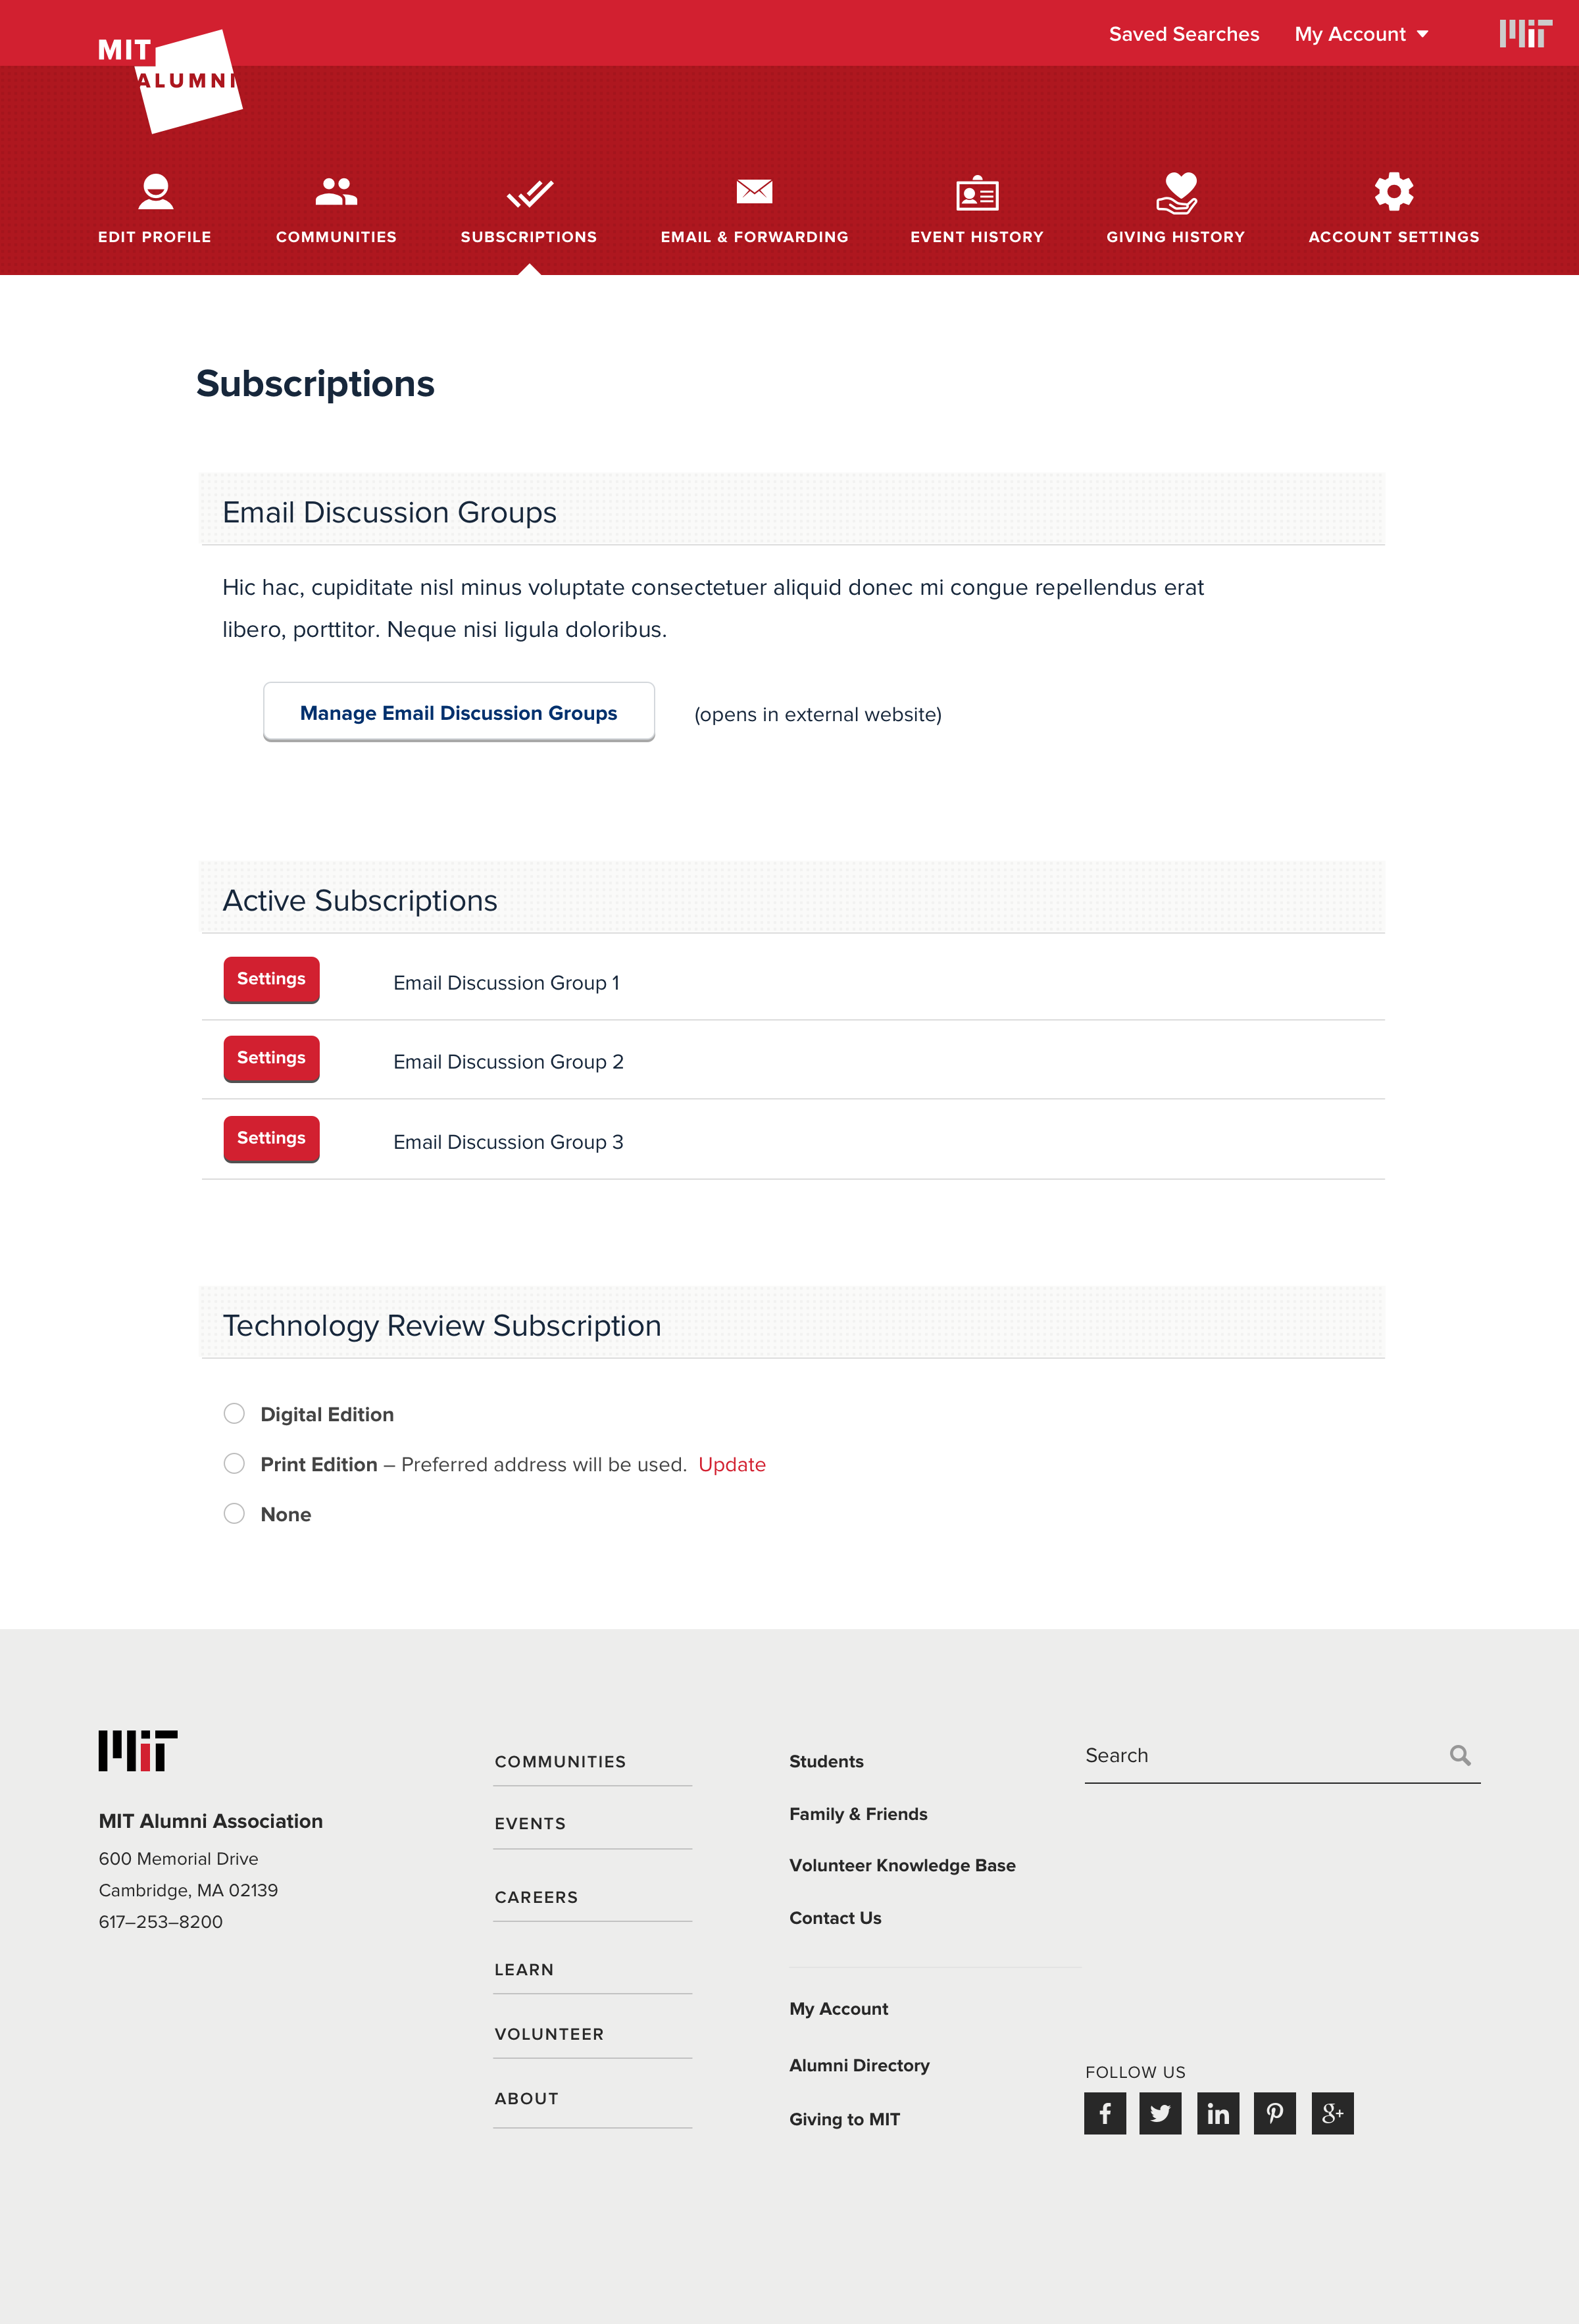 Saved Searches
My Account
MIT
ALUMNI
EDIT PROFILE
COMMUNITIES
SUBSCRIPTIONS
EMAIL & FORWARDING
EVENT HISTORY
GIVING HISTORY
ACCOUNT SETTINGS
Subscriptions
Email Discussion Groups
Hic hac, cupiditate nisl minus voluptate consectetuer aliquid donec mi congue repellendus erat
libero, porttitor. Neque nisi ligula doloribus.
Manage Email Discussion Groups
(opens in external website)
Active Subscriptions
Settings
Email Discussion Group 1
Settings
Email Discussion Group 2
Settings
Email Discussion Group 3
Technology Review Subscription
Digital Edition
Print Edition – Preferred address will be used. Update
None
MIT
MIT Alumni Association
600 Memorial Drive
Cambridge, MA 02139
617–253–8200
COMMUNITIES
EVENTS
CAREERS
LEARN
VOLUNTEER
ABOUT
Students
Family & Friends
Volunteer Knowledge Base
Contact Us
My Account
Alumni Directory
Giving to MIT
Search
FOLLOW US